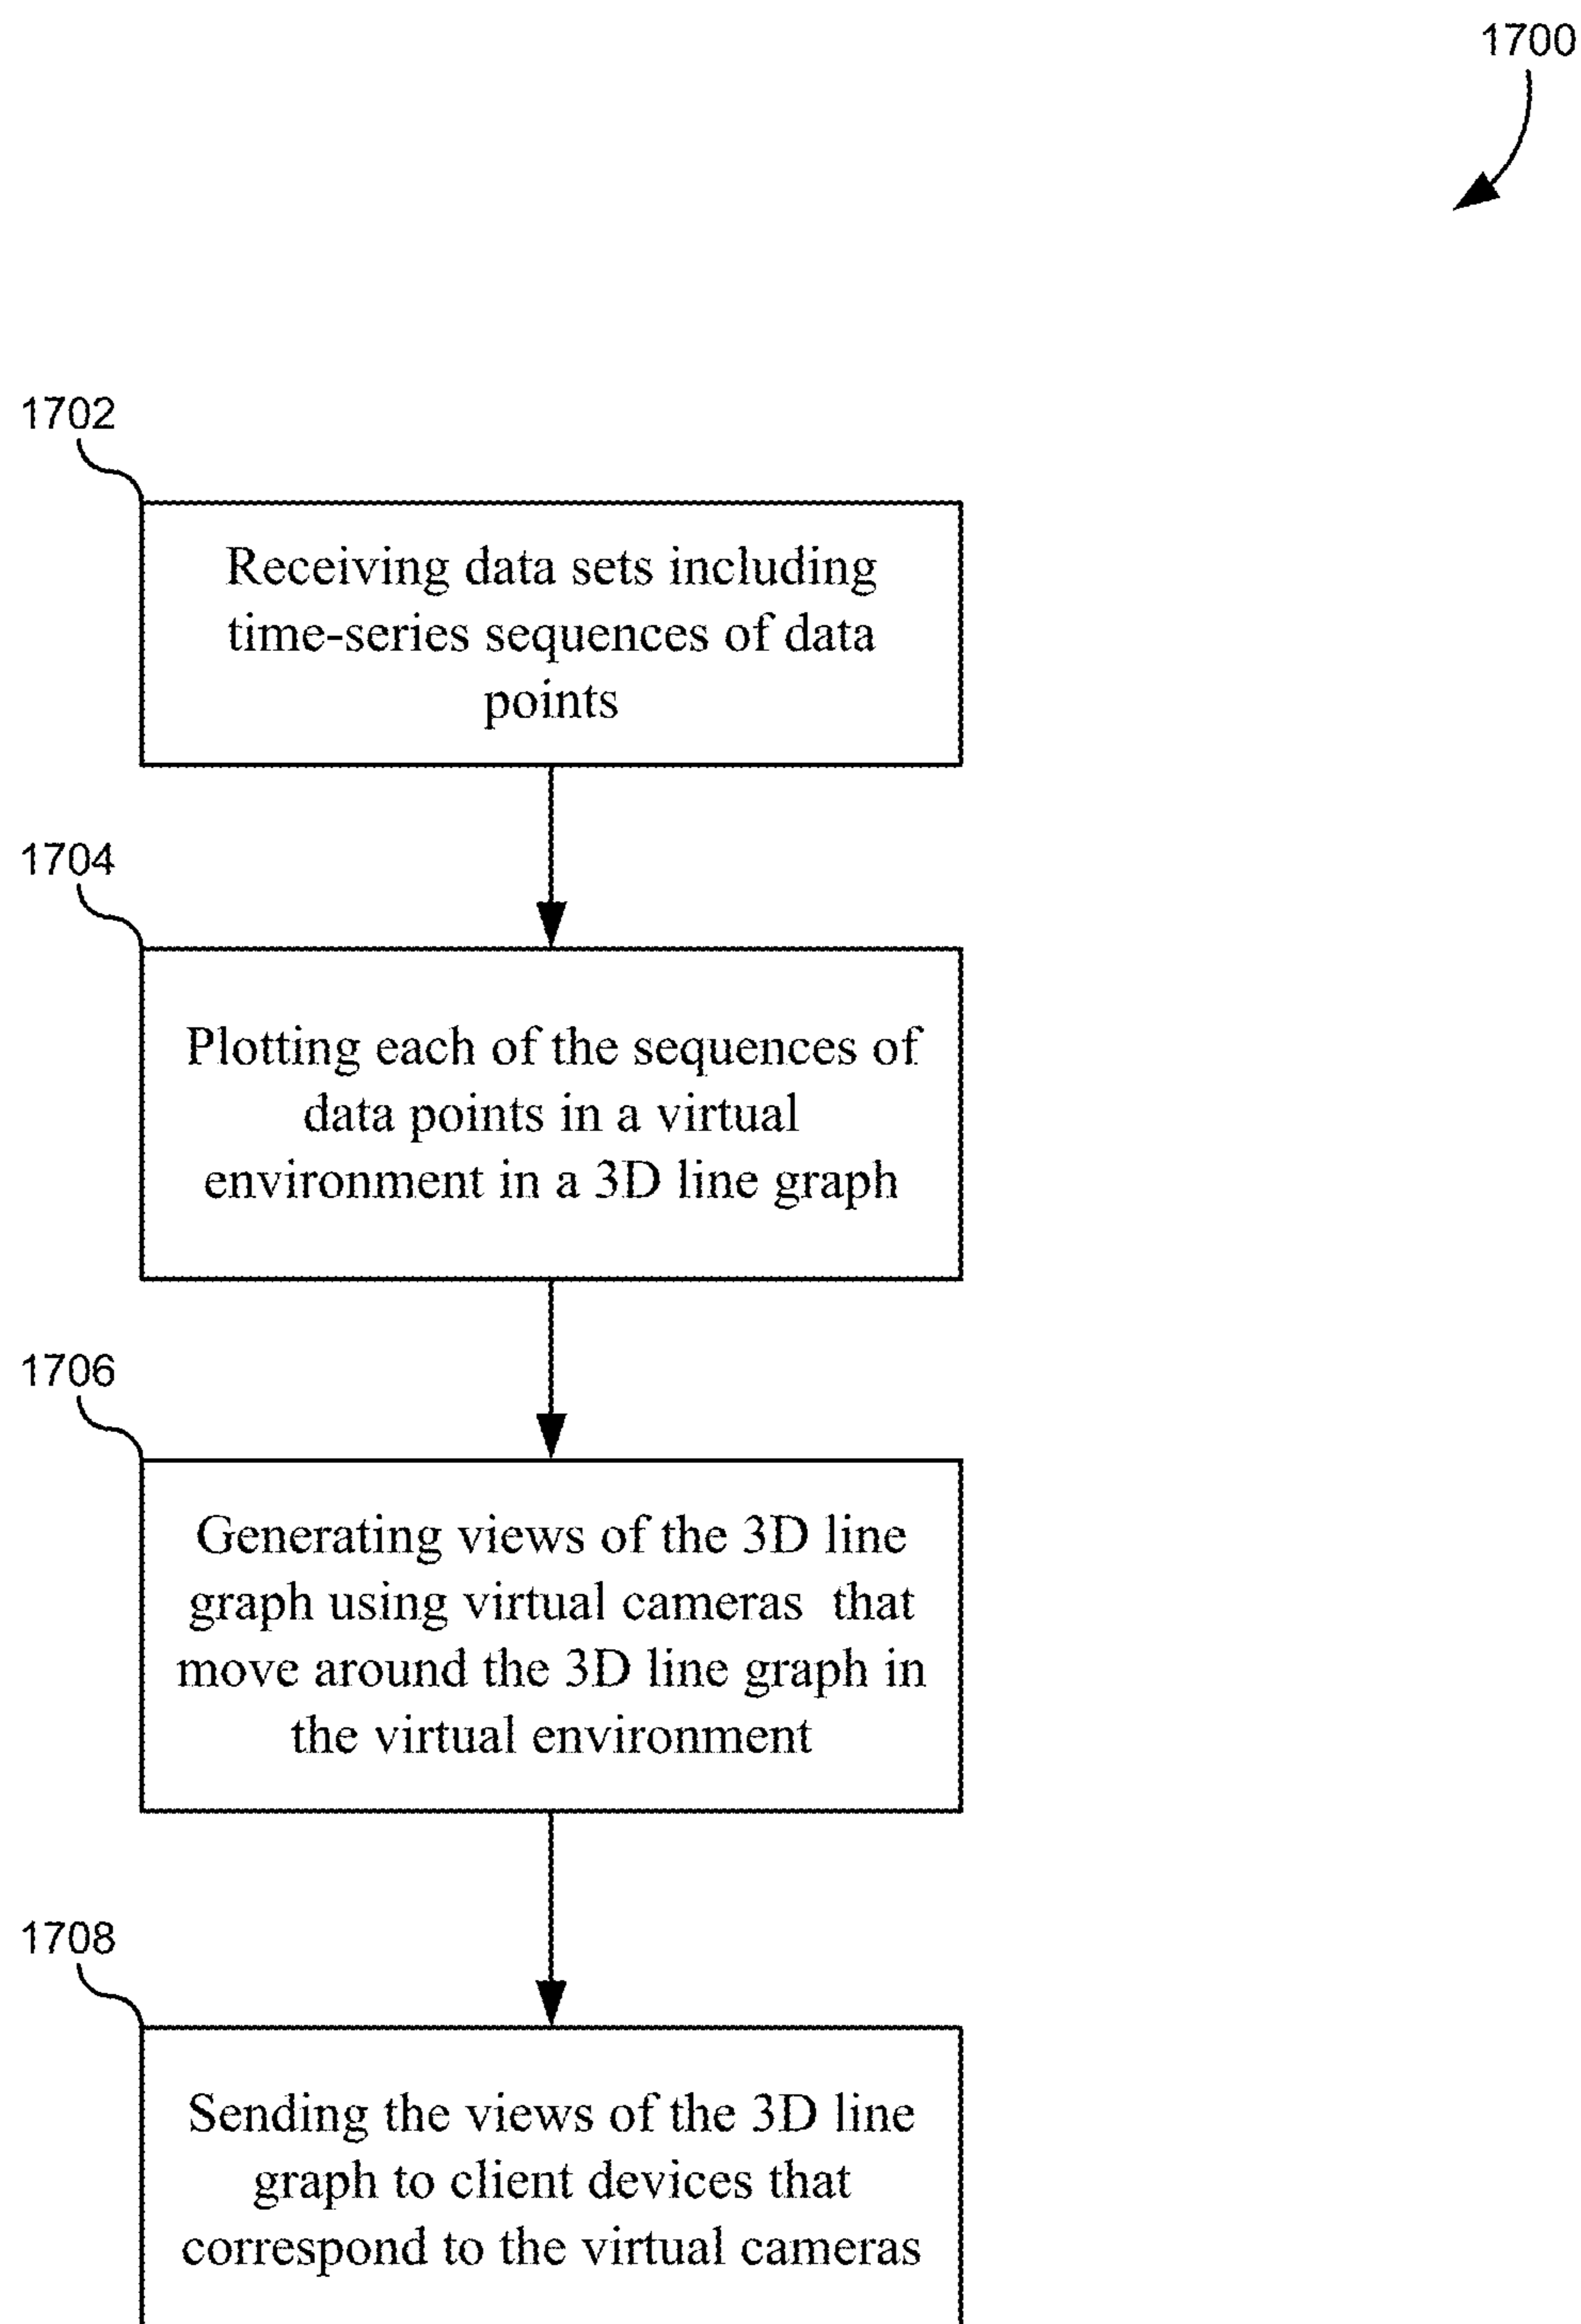 1700
1702
Receiving data sets including
time-series sequences of data
points
1704
Plotting each of the sequences of
data points in a virtual
environment in a 3D line graph
1706
Generating views of the 3D line
graph using virtual cameras that
move around the 3D line graph in
the virtual environment
1708
Sending the views of the 3D line
graph to client devices that
correspond to the virtual cameras